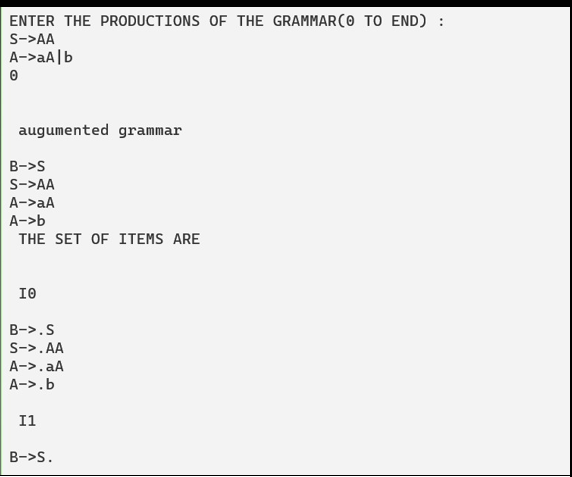 ENTER THE PRODUCTIONS OF THE GRAMMAR(0 TO END) :
S->AA
A->aA|b
0
augumented grammar
B->S
S->AA
A->aA
A->b
THE SET OF ITEMS ARE
I0
B->.S
S->.AA
A->.aA
A->.b
I1
B->S.